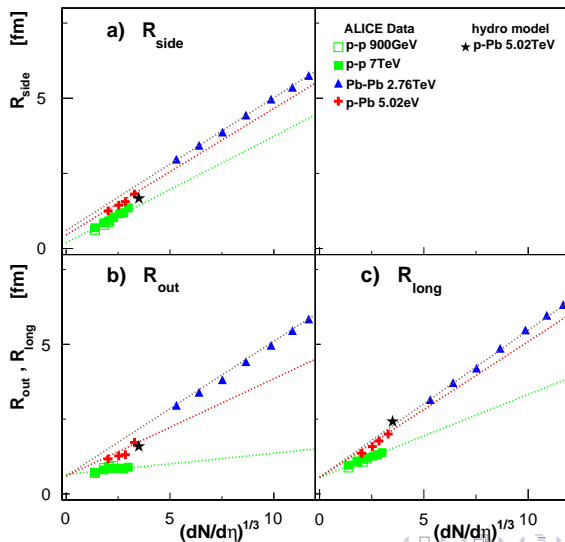 [fm]
R_side
5
0
a) R_side
ALICE Data
p-p 900GeV
p-p 7TeV
Pb-Pb 2.76TeV
p-Pb 5.02eV
hydro model
p-Pb 5.02TeV
[fm]
R_out , R_long
5
0
b) R_out
c) R_long
0 5 10
(dN/dη)^1/3
0 5 10
(dN/dη)^1/3